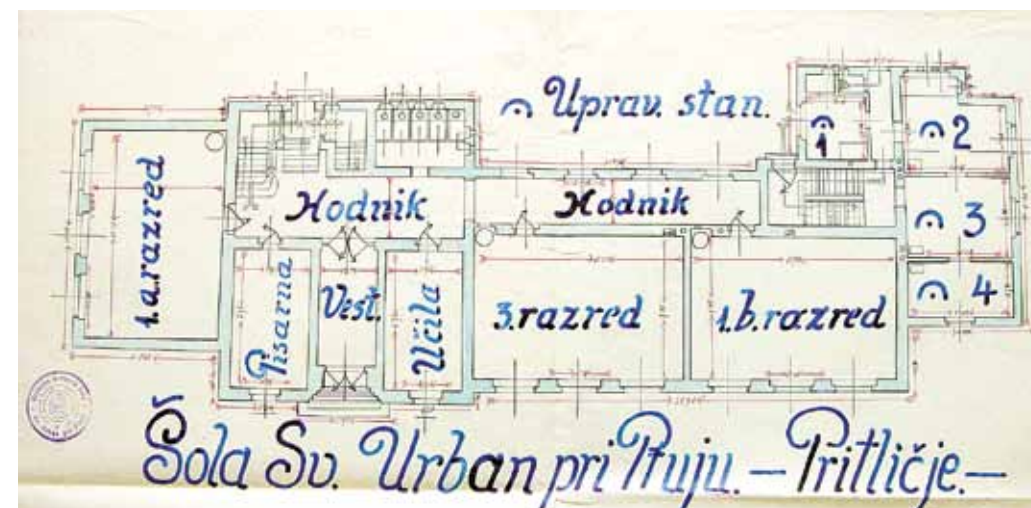 ⌒ Uprav. stan.
1
2
3
4
Hodnik
Hodnik
1.a.razred
Pisarna
Vest.
Učila
3.razred
1.b.razred
Šola Sv. Urban pri Ptuju. – Pritličje. –